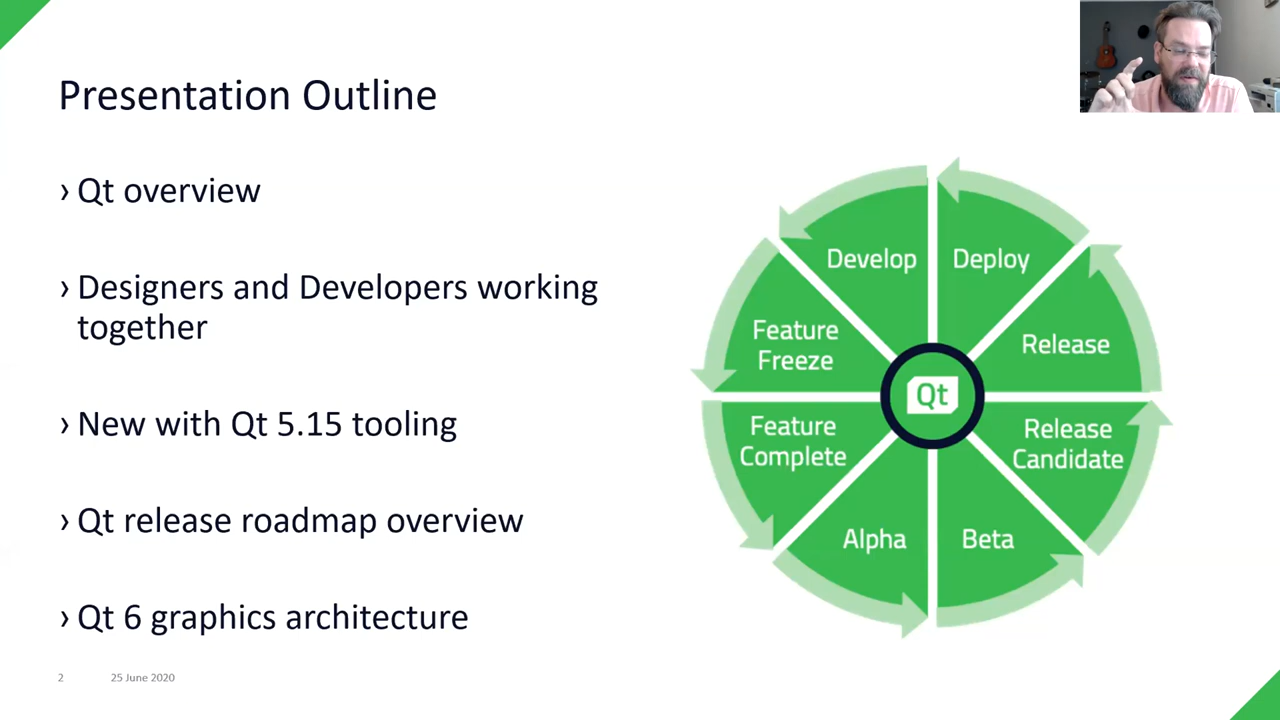 Presentation Outline
› Qt overview
› Designers and Developers working
together
› New with Qt 5.15 tooling
› Qt release roadmap overview
› Qt 6 graphics architecture
2
25 June 2020
Develop
Deploy
Feature
Freeze
Release
Qt
Feature
Complete
Release
Candidate
Alpha
Beta